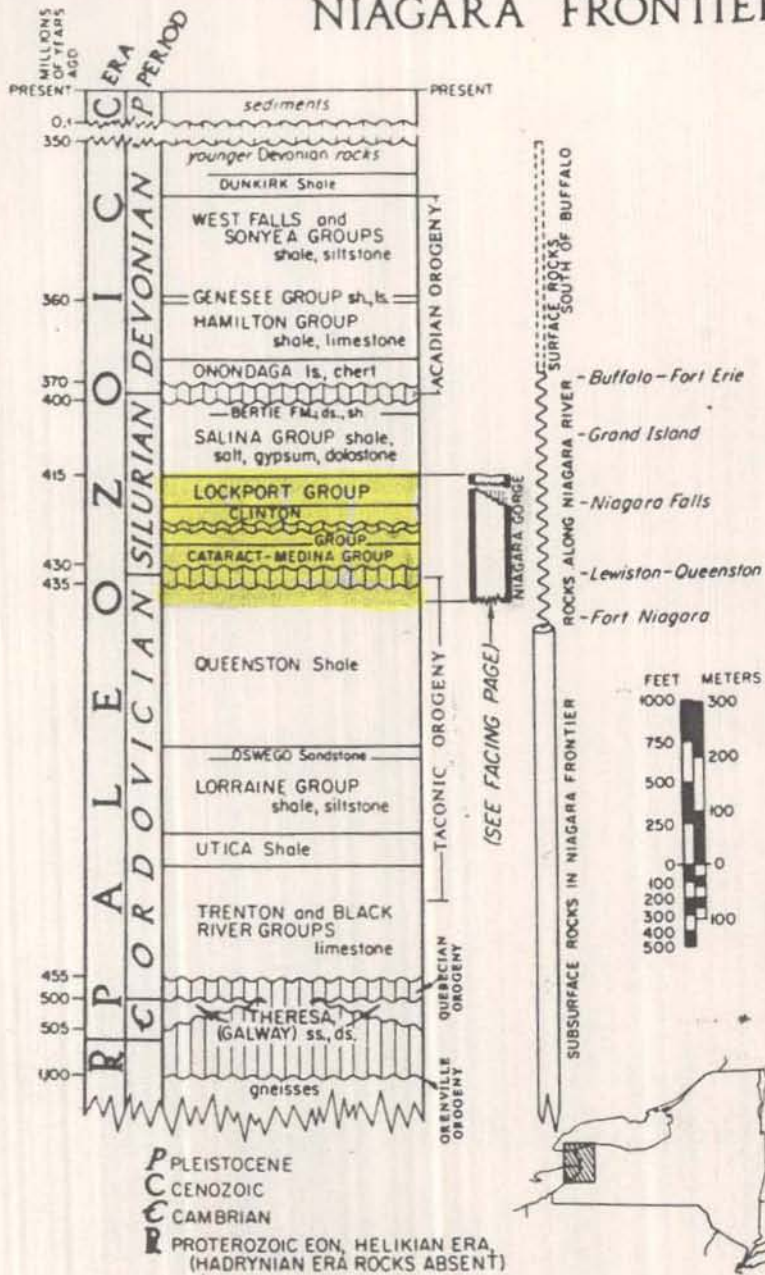 NIAGARA FRONTIER
MILLIONS OF YEARS AGO
ERA
PERIOD
PRESENT
0.1
350
360
370
400
415
430
435
455
500
505
1,100
C
PALEOZOIC
R
P
DEVONIAN
SILURIAN
ORDOVICIAN
Ꞓ
sediments
younger Devonian rocks
DUNKIRK Shale
WEST FALLS and
SONYEA GROUPS
shale, siltstone
GENESEE GROUP sh., ls.
HAMILTON GROUP
shale, limestone
ONONDAGA ls., chert
BERTIE FM., ds., sh.
SALINA GROUP shale,
salt, gypsum, dolostone
LOCKPORT GROUP
CLINTON
GROUP
CATARACT-MEDINA GROUP
QUEENSTON Shale
OSWEGO Sandstone
LORRAINE GROUP
shale, siltstone
UTICA Shale
TRENTON and BLACK
RIVER GROUPS
limestone
"THERESA"
(GALWAY) ss., ds.
gneisses
PRESENT
ACADIAN OROGENY
TACONIC OROGENY
QUEBECIAN
OROGENY
GRENVILLE
OROGENY
NIAGARA GORGE
(SEE FACING PAGE)
SURFACE ROCKS
SOUTH OF BUFFALO
ROCKS ALONG NIAGARA RIVER
SUBSURFACE ROCKS IN NIAGARA FRONTIER
-Buffalo-Fort Erie
-Grand Island
-Niagara Falls
-Lewiston-Queenston
-Fort Niagara
FEET METERS
1000 300
750
200
500
100
250
0 0
100
200
300 100
400
500
P PLEISTOCENE
C CENOZOIC
Ꞓ CAMBRIAN
R PROTEROZOIC EON, HELIKIAN ERA,
(HADRYNIAN ERA ROCKS ABSENT)